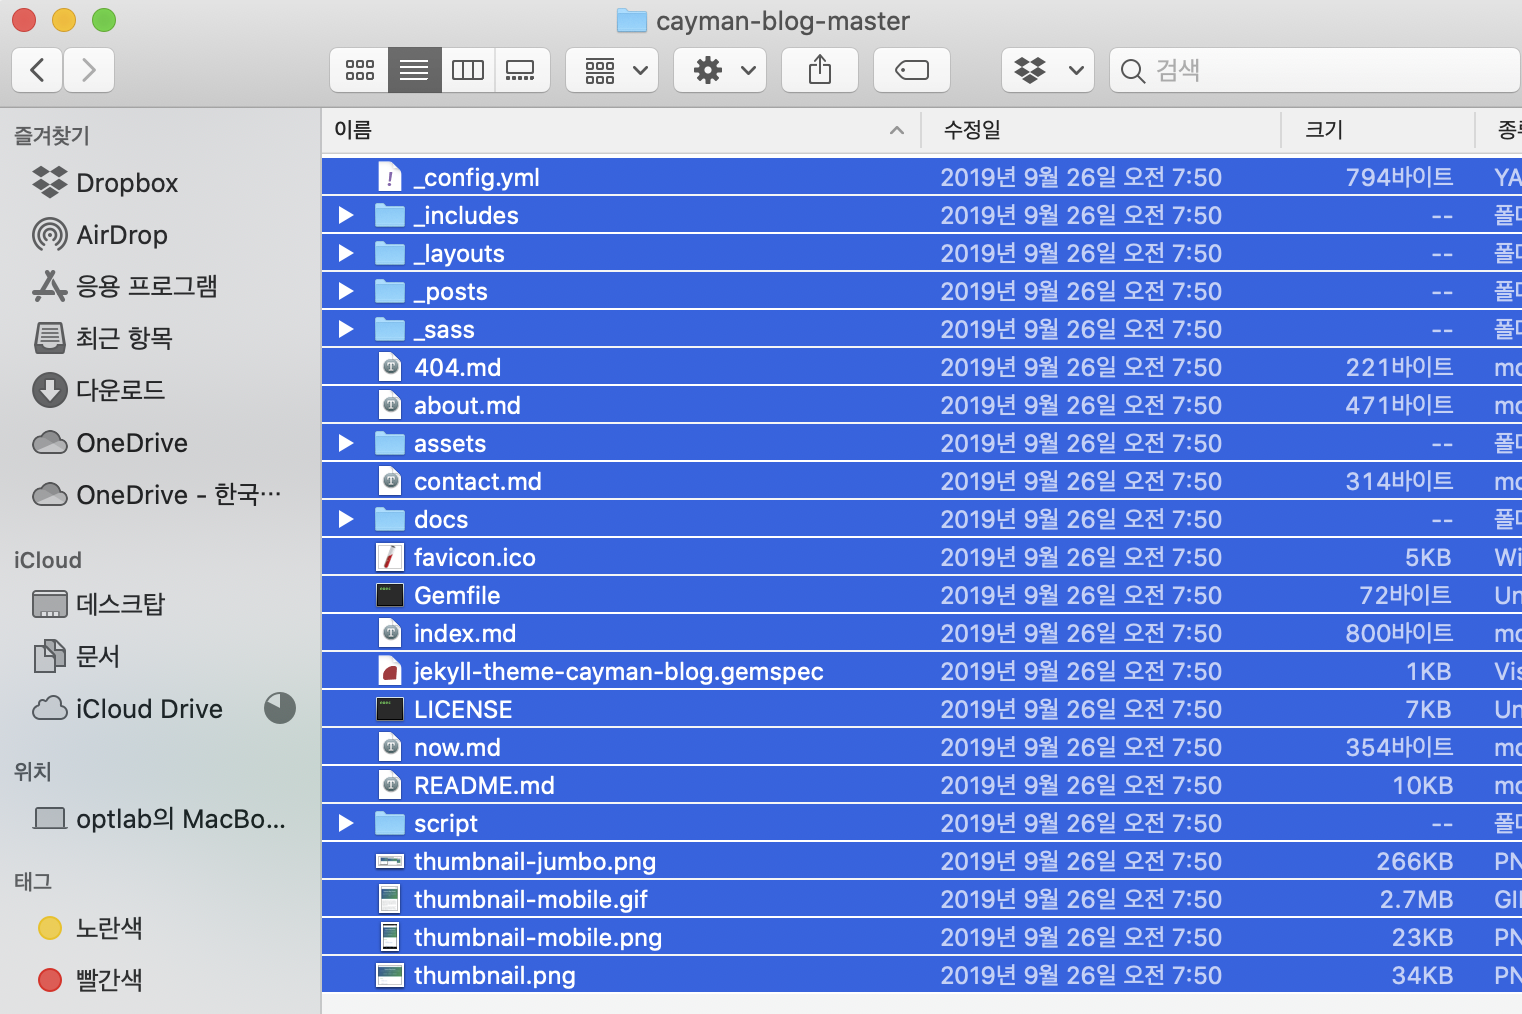 cayman-blog-master
검색
즐겨찾기
Dropbox
AirDrop
응용 프로그램
최근 항목
다운로드
OneDrive
OneDrive - 한국…
iCloud
데스크탑
문서
iCloud Drive
위치
optlab의 MacBo...
태그
노란색
빨간색
이름 수정일 크기 종류
_config.yml 2019년 9월 26일 오전 7:50 794바이트 YA
_includes 2019년 9월 26일 오전 7:50 -- 폴더
_layouts 2019년 9월 26일 오전 7:50 -- 폴더
_posts 2019년 9월 26일 오전 7:50 -- 폴더
_sass 2019년 9월 26일 오전 7:50 -- 폴더
404.md 2019년 9월 26일 오전 7:50 221바이트 mo
about.md 2019년 9월 26일 오전 7:50 471바이트 mo
assets 2019년 9월 26일 오전 7:50 -- 폴더
contact.md 2019년 9월 26일 오전 7:50 314바이트 mo
docs 2019년 9월 26일 오전 7:50 -- 폴더
favicon.ico 2019년 9월 26일 오전 7:50 5KB Wi
Gemfile 2019년 9월 26일 오전 7:50 72바이트 Un
index.md 2019년 9월 26일 오전 7:50 800바이트 mo
jekyll-theme-cayman-blog.gemspec 2019년 9월 26일 오전 7:50 1KB Vis
LICENSE 2019년 9월 26일 오전 7:50 7KB Un
now.md 2019년 9월 26일 오전 7:50 354바이트 mo
README.md 2019년 9월 26일 오전 7:50 10KB mo
script 2019년 9월 26일 오전 7:50 -- 폴더
thumbnail-jumbo.png 2019년 9월 26일 오전 7:50 266KB PN
thumbnail-mobile.gif 2019년 9월 26일 오전 7:50 2.7MB GI
thumbnail-mobile.png 2019년 9월 26일 오전 7:50 23KB PN
thumbnail.png 2019년 9월 26일 오전 7:50 34KB PN